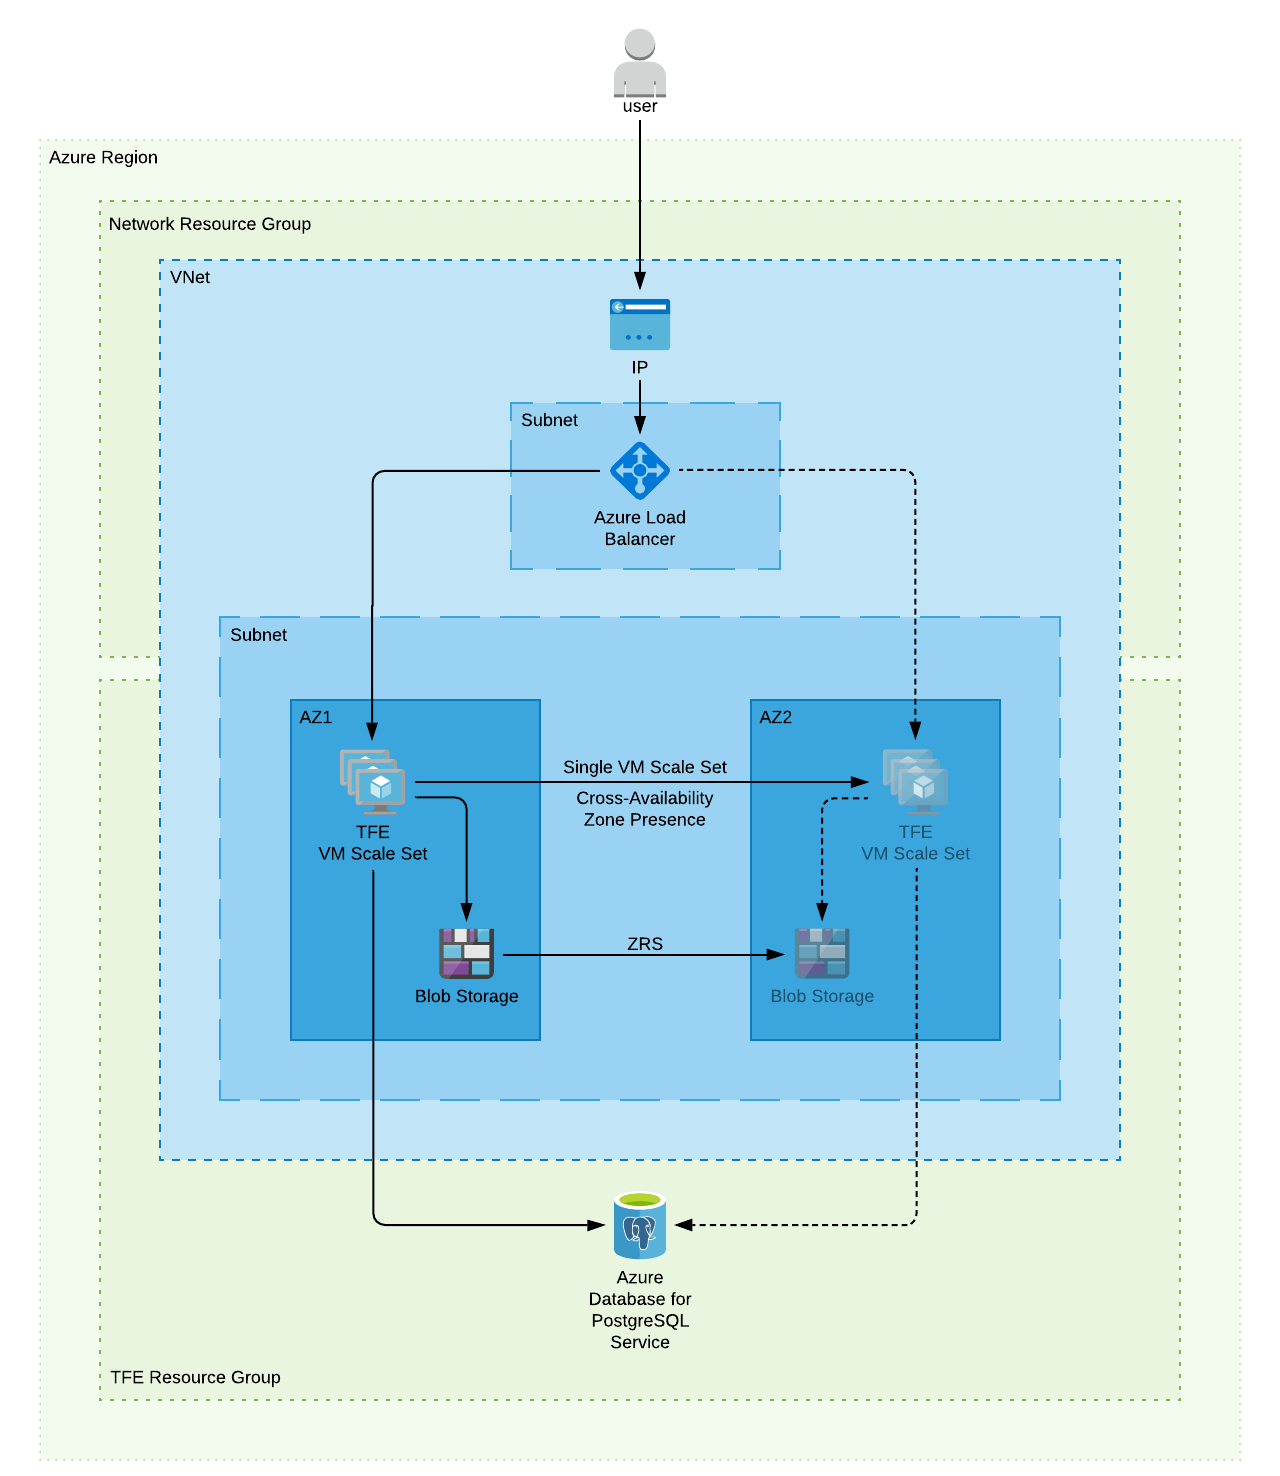 user
Azure Region
Network Resource Group
VNet
IP
Subnet
Azure Load
Balancer
Subnet
AZ1
AZ2
Single VM Scale Set
Cross-Availability
Zone Presence
TFE
VM Scale Set
TFE
VM Scale Set
ZRS
Blob Storage
Blob Storage
Azure
Database for
PostgreSQL
Service
TFE Resource Group